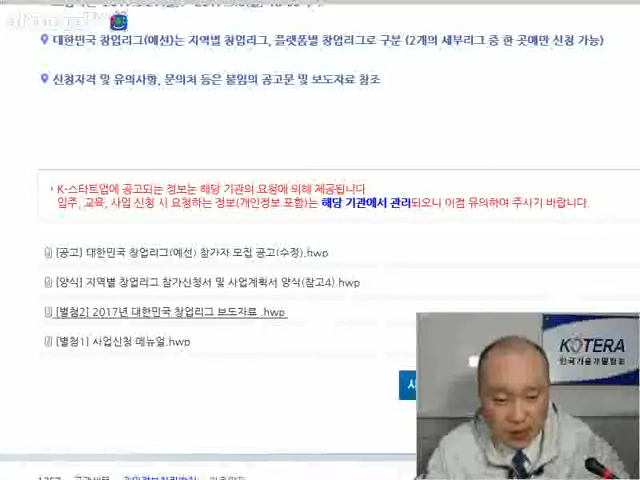 대한민국 창업리그(예선)는 지역별 창업리그, 플랫폼별 창업리그로 구분 (2개의 세부리그 중 한 곳에만 신청 가능)
신청자격 및 유의사항, 문의처 등은 붙임의 공고문 및 보도자료 참조
K-스타트업에 공고되는 정보는 해당 기관의 요청에 의해 제공됩니다
입주, 교육, 사업 신청 시 요청하는 정보(개인정보 포함)는 해당 기관에서 관리되오니 이점 유의하여 주시기 바랍니다.
[공고] 대한민국 창업리그(예선) 참가자 모집 공고(수정).hwp
[양식] 지역별 창업리그 참가신청서 및 사업계획서 양식(참고4).hwp
[별첨2] 2017년 대한민국 창업리그 보도자료 .hwp
[별첨1] 사업신청 매뉴얼.hwp
KOTERA
한국기술개발협회